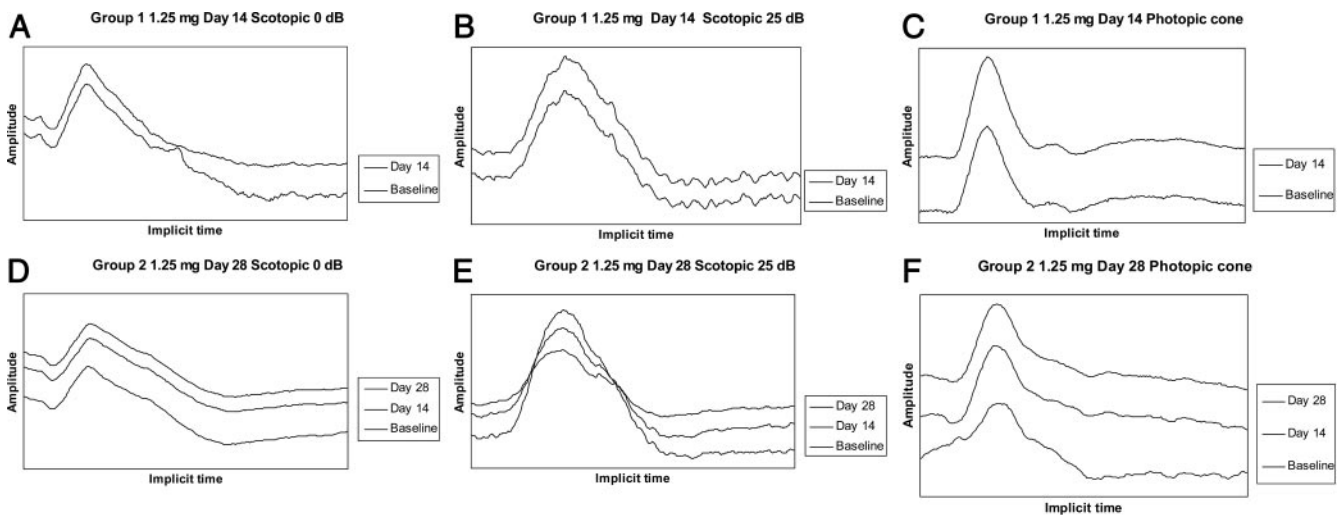 A
Group 1 1.25 mg Day 14 Scotopic 0 dB
Amplitude
Implicit time
Day 14
Baseline
B
Group 1 1.25 mg Day 14 Scotopic 25 dB
Amplitude
Implicit time
Day 14
Baseline
C
Group 1 1.25 mg Day 14 Photopic cone
Amplitude
Implicit time
Day 14
Baseline
D
Group 2 1.25 mg Day 28 Scotopic 0 dB
Amplitude
Implicit time
Day 28
Day 14
Baseline
E
Group 2 1.25 mg Day 28 Scotopic 25 dB
Amplitude
Implicit time
Day 28
Day 14
Baseline
F
Group 2 1.25 mg Day 28 Photopic cone
Amplitude
Implicit time
Day 28
Day 14
Baseline